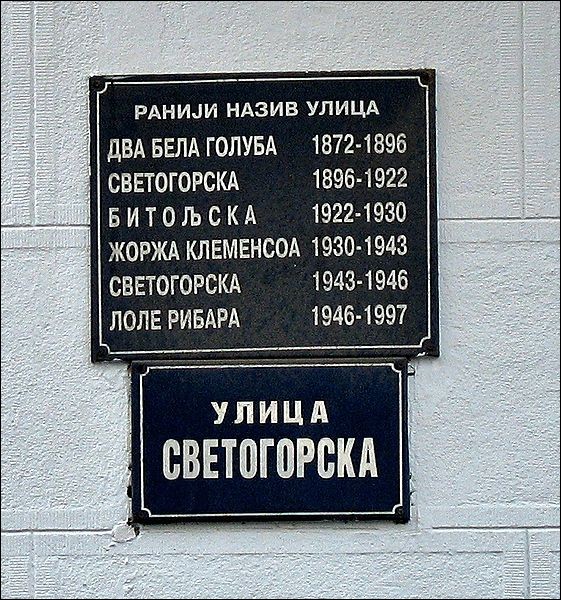 РАНИЈИ НАЗИВ УЛИЦА
ДВА БЕЛА ГОЛУБА 1872-1896
СВЕТОГОРСКА 1896-1922
БИТОЉСКА 1922-1930
ЖОРЖА КЛЕМЕНСОА 1930-1943
СВЕТОГОРСКА 1943-1946
ЛОЛЕ РИБАРА 1946-1997
УЛИЦА
СВЕТОГОРСКА